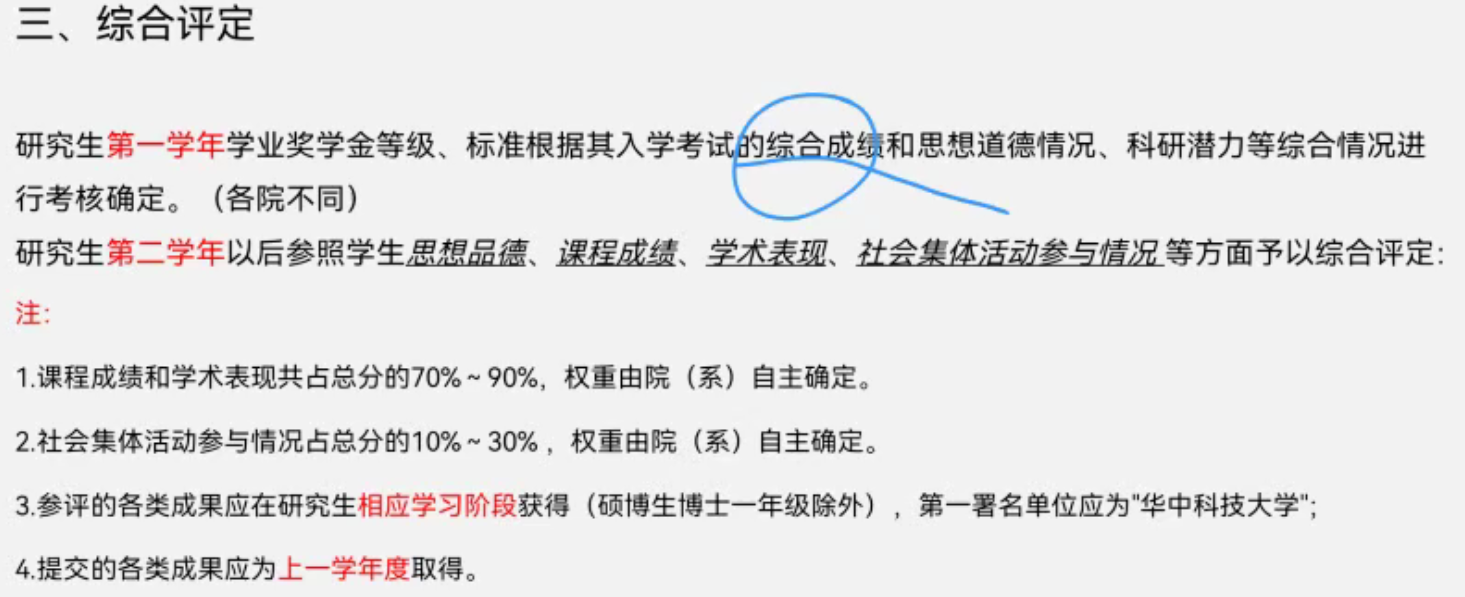 三、综合评定
研究生第一学年学业奖学金等级、标准根据其入学考试的综合成绩和思想道德情况、科研潜力等综合情况进
行考核确定。（各院不同）
研究生第二学年以后参照学生思想品德、课程成绩、学术表现、社会集体活动参与情况 等方面予以综合评定：
注：
1.课程成绩和学术表现共占总分的70%~90%，权重由院（系）自主确定。
2.社会集体活动参与情况占总分的10%~30%，权重由院（系）自主确定。
3.参评的各类成果应在研究生相应学习阶段获得（硕博生博士一年级除外），第一署名单位应为"华中科技大学"；
4.提交的各类成果应为上一学年度取得。